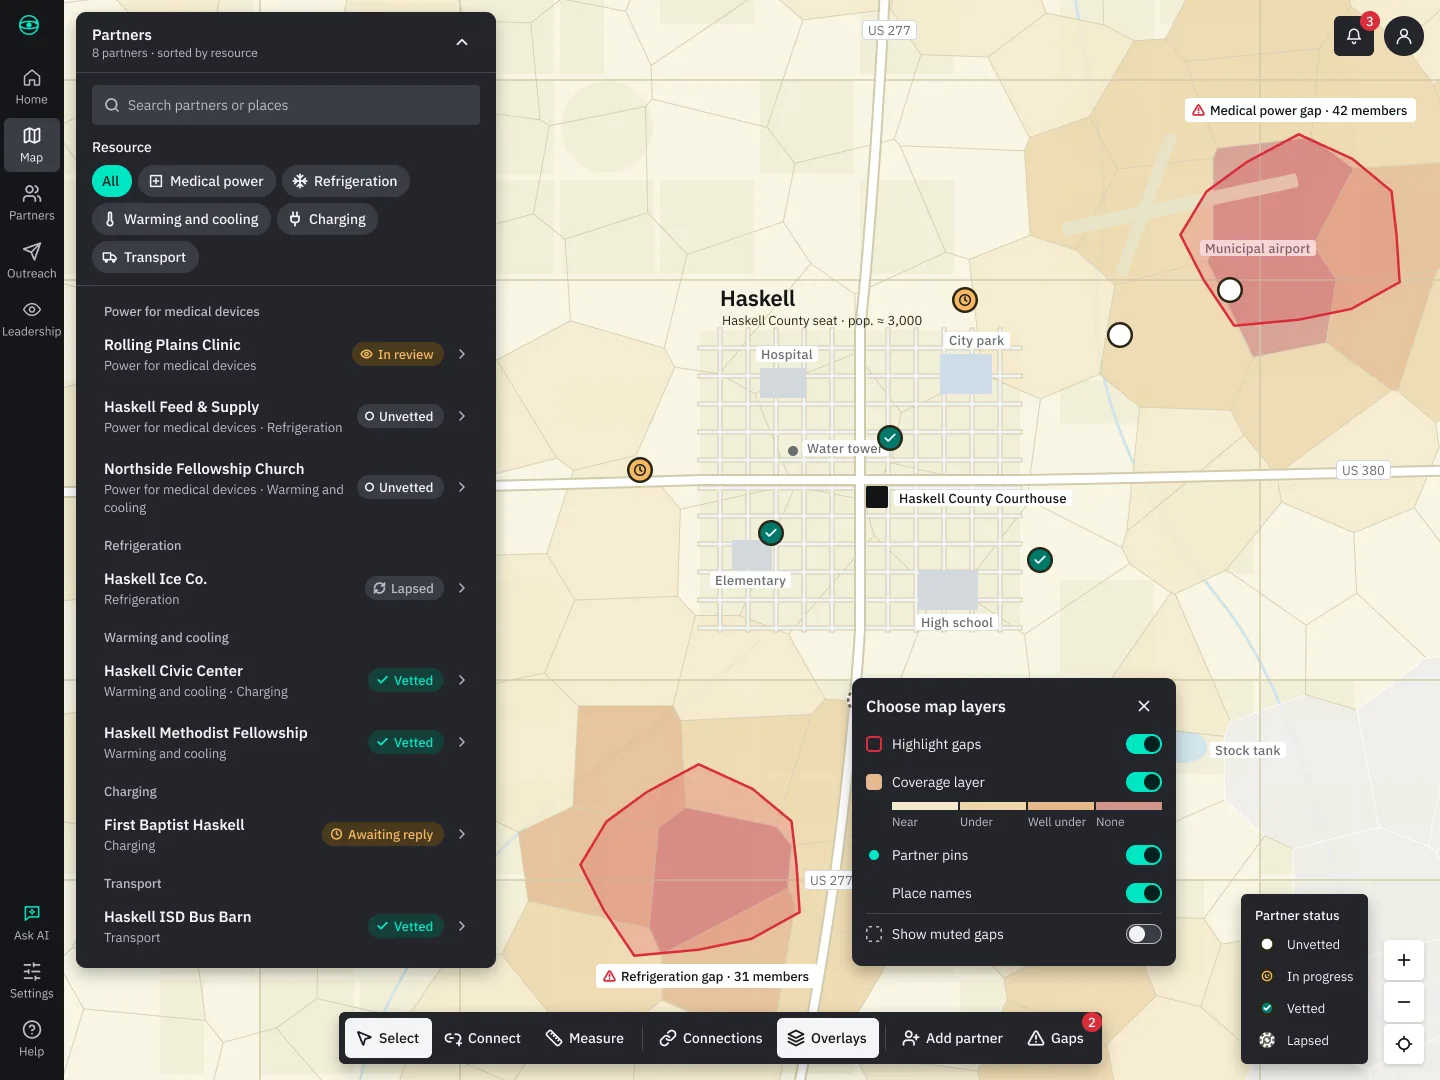 Home
Map
Partners
Outreach
Leadership
Ask AI
Settings
Help
Partners
8 partners · sorted by resource
Search partners or places
Resource
All
Medical power
Refrigeration
Warming and cooling
Charging
Transport
Power for medical devices
Rolling Plains Clinic
Power for medical devices
In review
Haskell Feed & Supply
Power for medical devices · Refrigeration
Unvetted
Northside Fellowship Church
Power for medical devices · Warming and
cooling
Unvetted
Refrigeration
Haskell Ice Co.
Refrigeration
Lapsed
Warming and cooling
Haskell Civic Center
Warming and cooling · Charging
Vetted
Haskell Methodist Fellowship
Warming and cooling
Vetted
Charging
First Baptist Haskell
Charging
Awaiting reply
Transport
Haskell ISD Bus Barn
Transport
Vetted
US 277
3
Medical power gap · 42 members
Municipal airport
Haskell
Haskell County seat · pop. ≈ 3,000
City park
Hospital
Water tower
US 380
Haskell County Courthouse
Elementary
High school
Stock tank
US 277
Refrigeration gap · 31 members
Choose map layers
Highlight gaps
Coverage layer
Near
Under
Well under
None
Partner pins
Place names
Show muted gaps
Partner status
Unvetted
In progress
Vetted
Lapsed
Select
Connect
Measure
Connections
Overlays
Add partner
Gaps
2